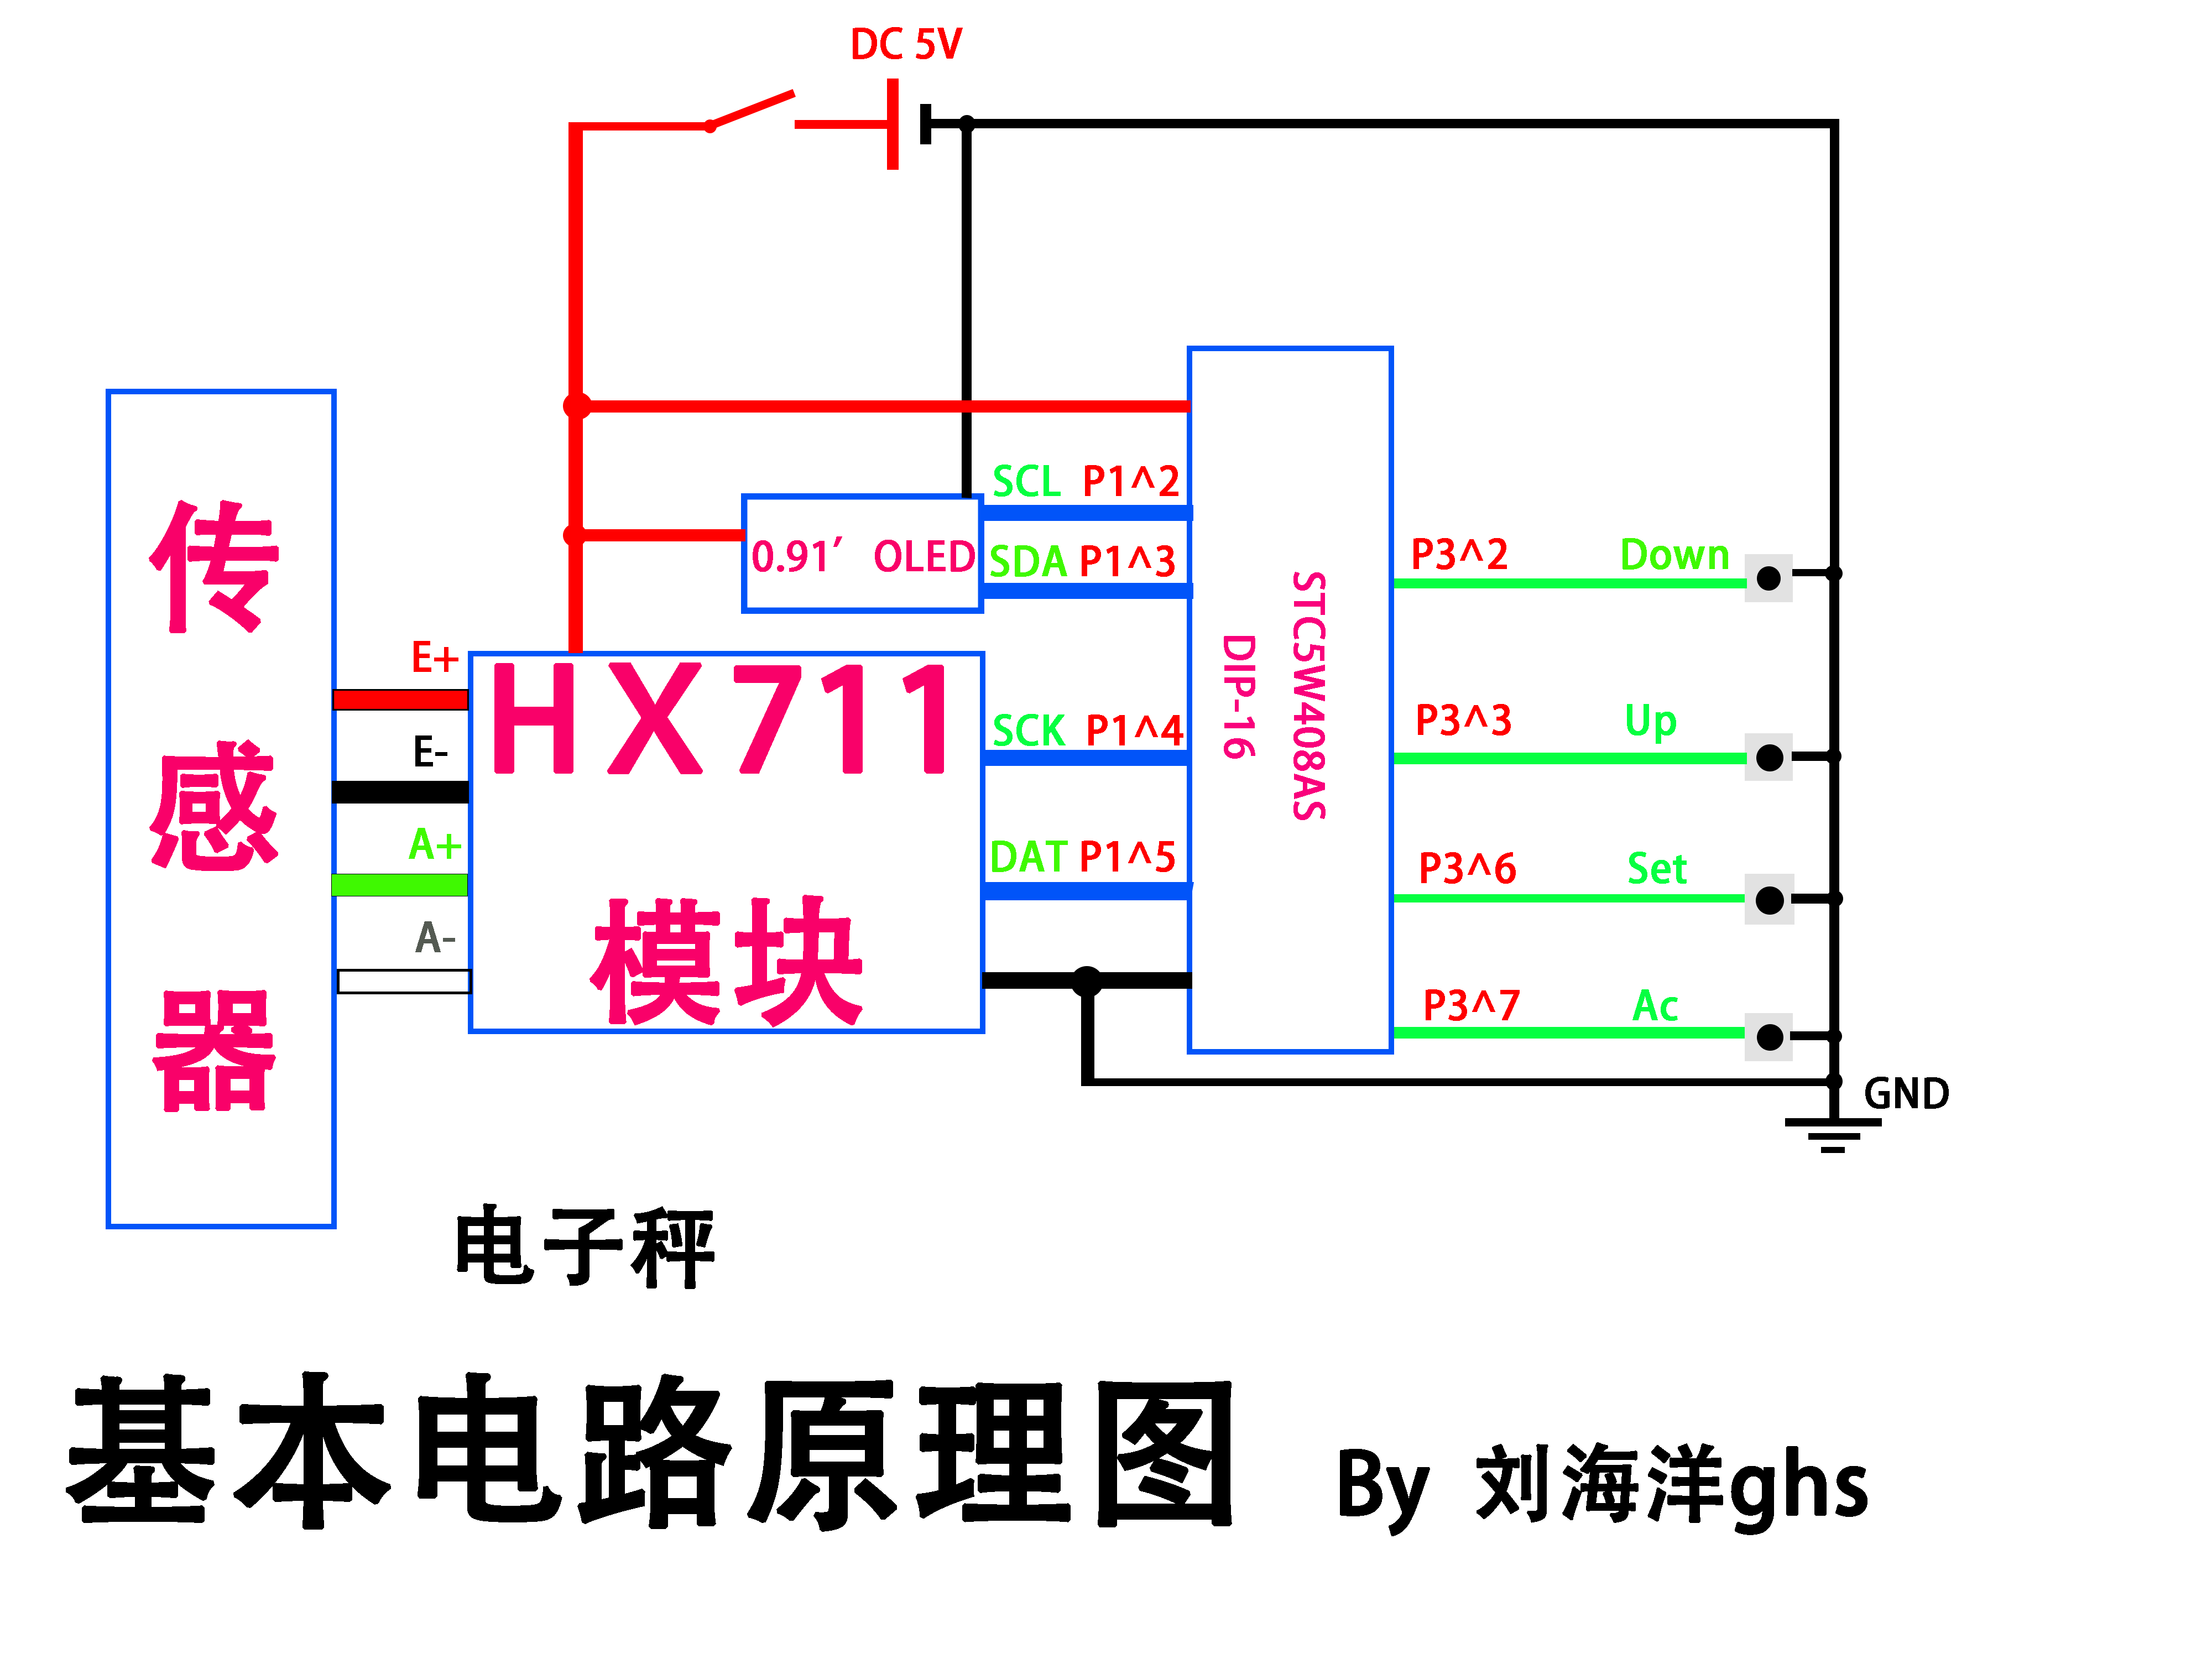 DC 5V
传感器
E+
E-
A+
A-
HX711
模块
0.91′ OLED
SCL P1^2
SDA P1^3
SCK P1^4
DAT P1^5
STC5W408AS
DIP-16
P3^2 Down
P3^3 Up
P3^6 Set
P3^7 Ac
GND
电子秤
基本电路原理图 By 刘海洋ghs